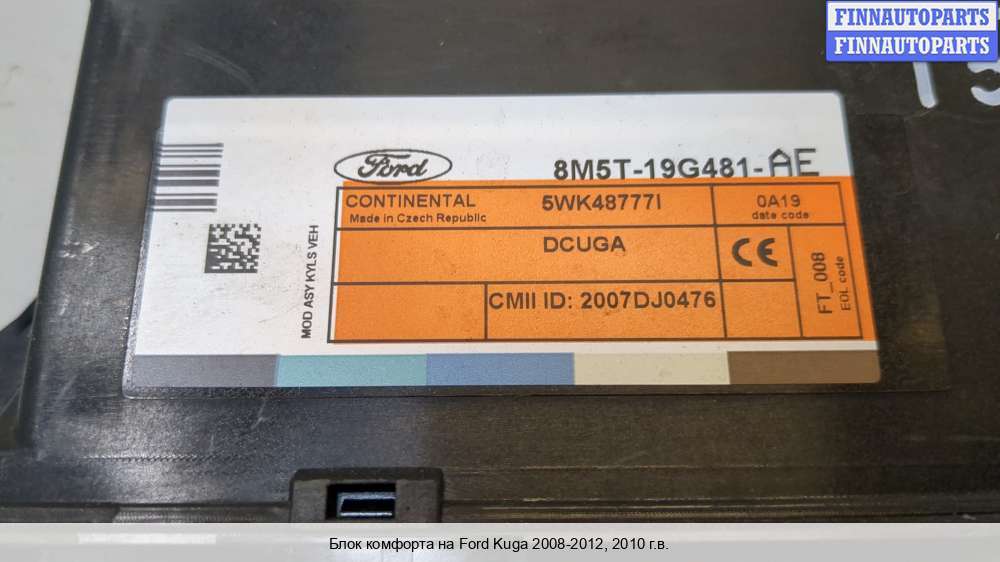 FINNAUTOPARTS
FINNAUTOPARTS
Ford
8M5T-19G481-AE
CONTINENTAL
Made in Czech Republic
5WK48777I
0A19
date code
DCUGA
CE
CMII ID: 2007DJ0476
FT_008
EOL code
MOD ASY KYLS VEH
Блок комфорта на Ford Kuga 2008-2012, 2010 г.в.